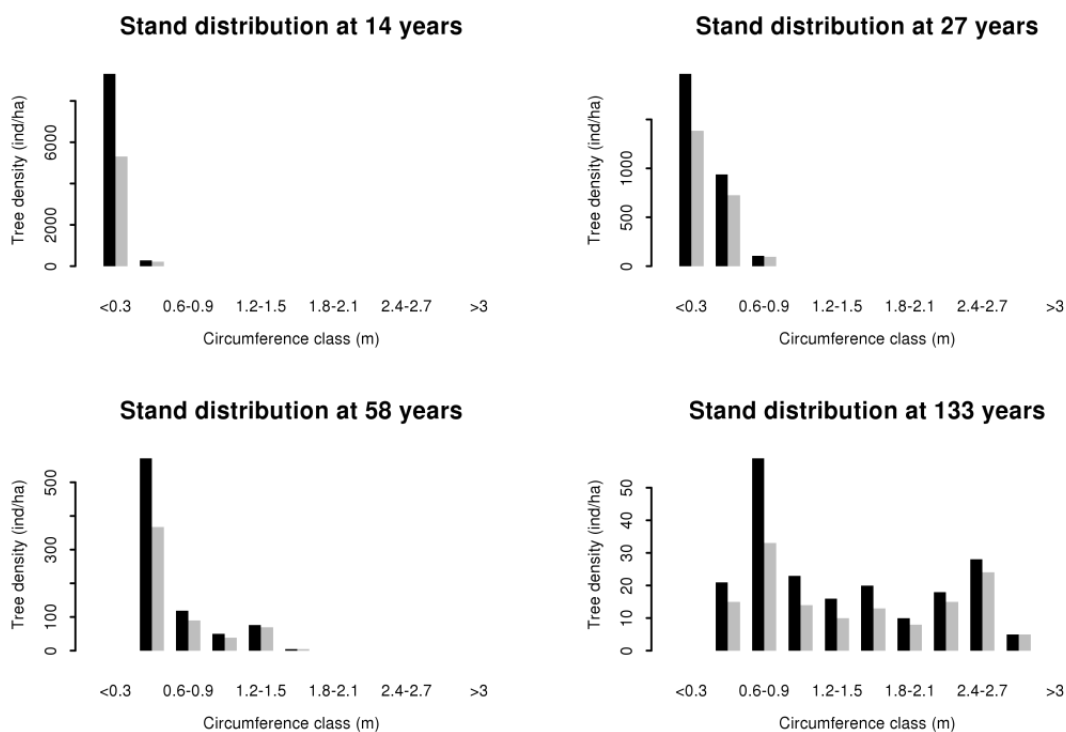 Stand distribution at 14 years
Tree density (ind/ha)
6000
2000
0
<0.3 0.6-0.9 1.2-1.5 1.8-2.1 2.4-2.7 >3
Circumference class (m)
Stand distribution at 27 years
Tree density (ind/ha)
1000
500
0
<0.3 0.6-0.9 1.2-1.5 1.8-2.1 2.4-2.7 >3
Circumference class (m)
Stand distribution at 58 years
Tree density (ind/ha)
500
300
100
0
<0.3 0.6-0.9 1.2-1.5 1.8-2.1 2.4-2.7 >3
Circumference class (m)
Stand distribution at 133 years
Tree density (ind/ha)
50
40
30
20
10
0
<0.3 0.6-0.9 1.2-1.5 1.8-2.1 2.4-2.7 >3
Circumference class (m)